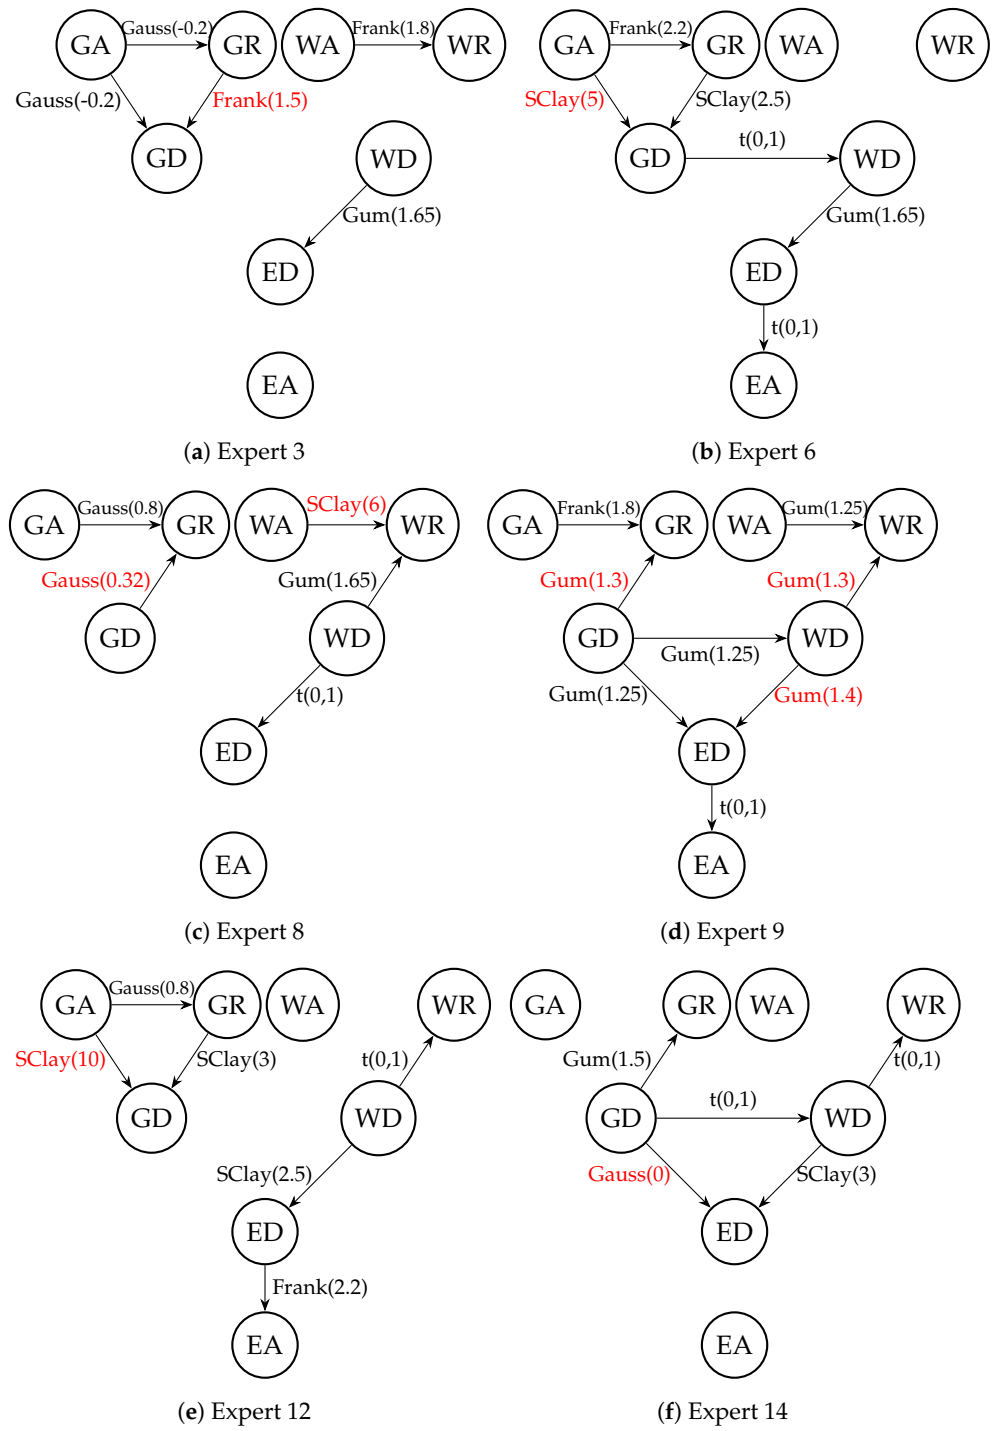 GA Gauss(-0.2) GR WA Frank(1.8) WR
Gauss(-0.2) Frank(1.5)
GD WD
Gum(1.65)
ED
EA
(a) Expert 3
GA Frank(2.2) GR WA WR
SClay(5) SClay(2.5)
GD t(0,1) WD
Gum(1.65)
ED
t(0,1)
EA
(b) Expert 6
GA Gauss(0.8) GR WA SClay(6) WR
Gauss(0.32) Gum(1.65)
GD WD
t(0,1)
ED
EA
(c) Expert 8
GA Frank(1.8) GR WA Gum(1.25) WR
Gum(1.3) Gum(1.3)
GD Gum(1.25) WD
Gum(1.25) Gum(1.4)
ED
t(0,1)
EA
(d) Expert 9
GA Gauss(0.8) GR WA WR
SClay(10) SClay(3) t(0,1)
GD WD
SClay(2.5)
ED
Frank(2.2)
EA
(e) Expert 12
GA GR WA WR
Gum(1.5) t(0,1)
GD t(0,1) WD
Gauss(0) SClay(3)
ED
EA
(f) Expert 14